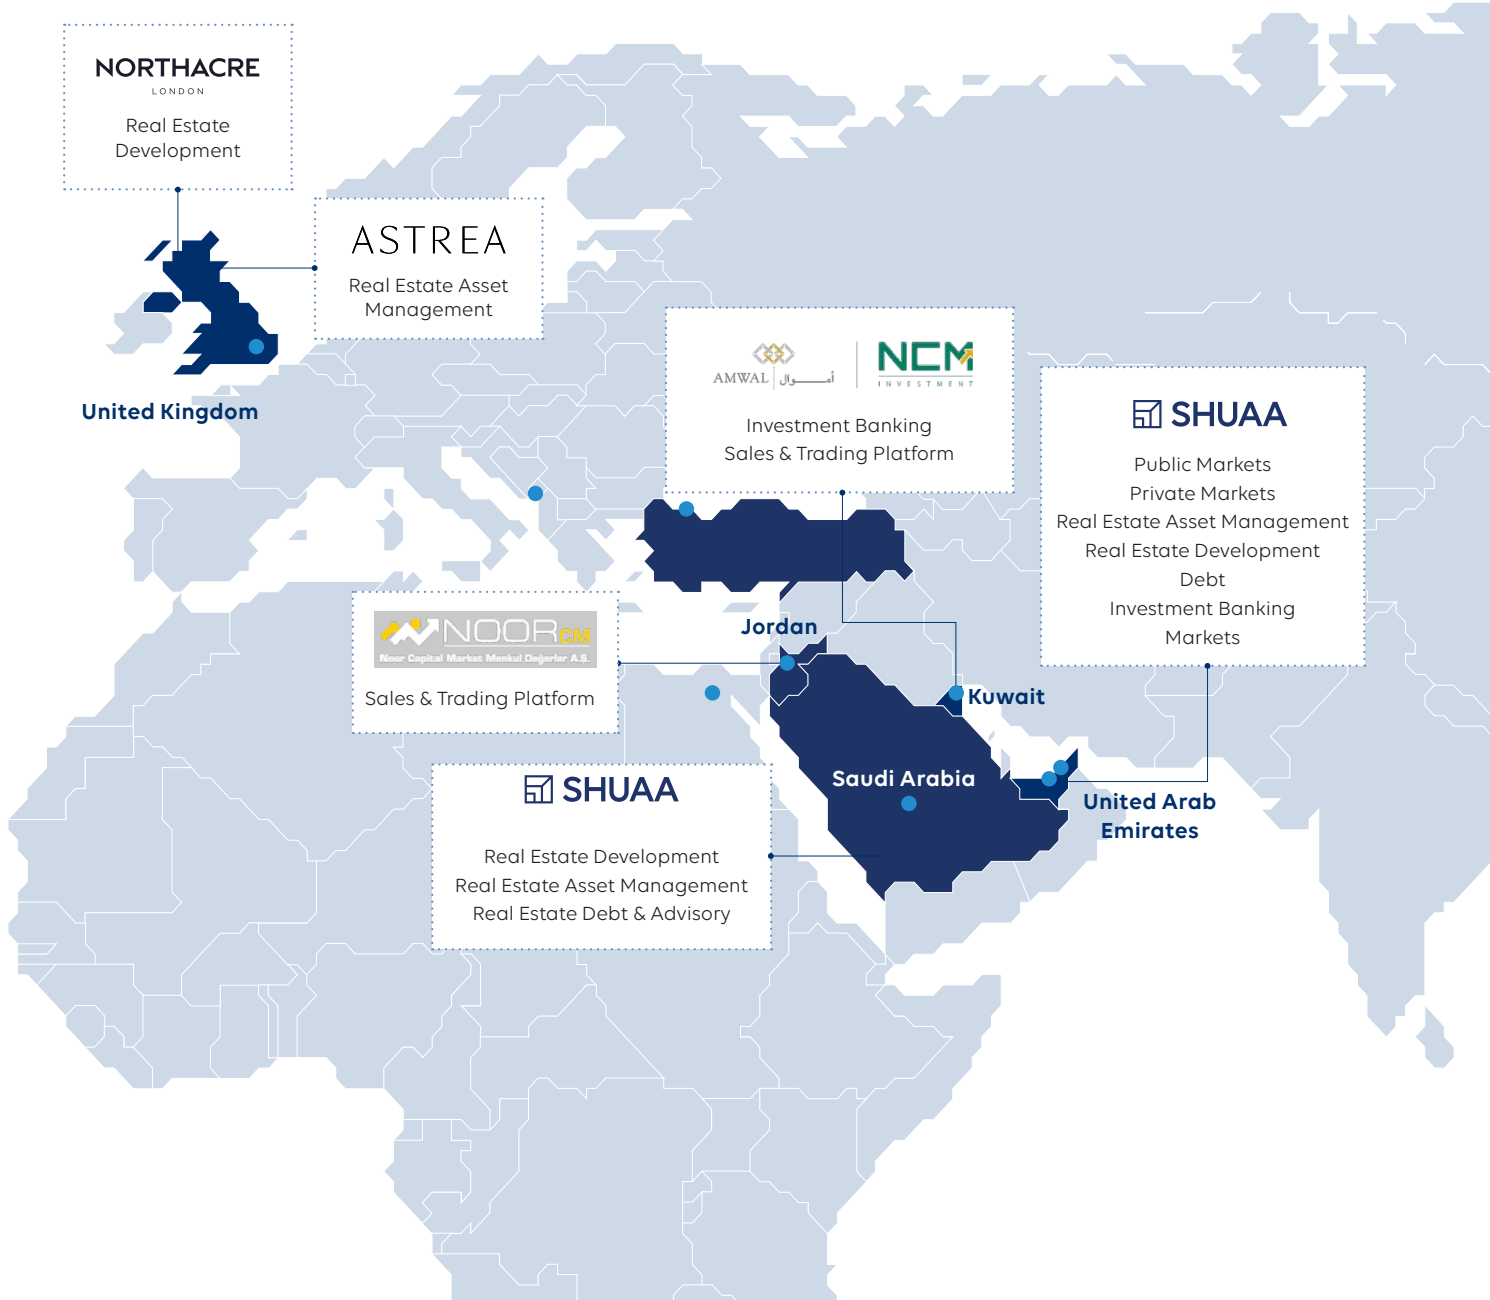 NORTHACRE
LONDON
Real Estate
Development
ASTREA
Real Estate Asset
Management
United Kingdom
AMWAL أمـــوال
NCM
INVESTMENT
Investment Banking
Sales & Trading Platform
SHUAA
Public Markets
Private Markets
Real Estate Asset Management
Real Estate Development
Debt
Investment Banking
Markets
NOORCM
Noor Capital Market Menkul Değerler A.Ş.
Sales & Trading Platform
Jordan
Kuwait
SHUAA
Real Estate Development
Real Estate Asset Management
Real Estate Debt & Advisory
Saudi Arabia
United Arab
Emirates